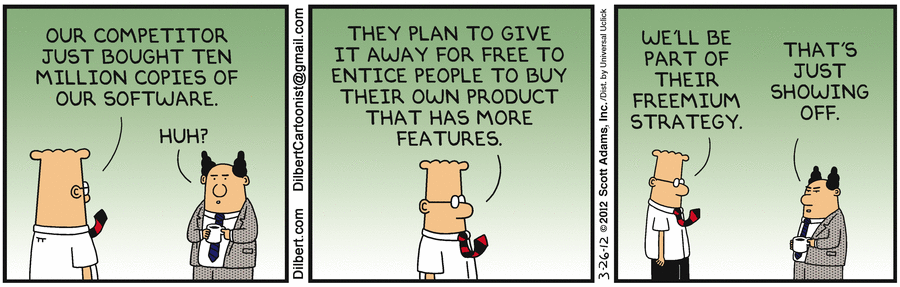 OUR COMPETITOR
JUST BOUGHT TEN
MILLION COPIES OF
OUR SOFTWARE.
HUH?
Dilbert.com DilbertCartoonist@gmail.com
THEY PLAN TO GIVE
IT AWAY FOR FREE TO
ENTICE PEOPLE TO BUY
THEIR OWN PRODUCT
THAT HAS MORE
FEATURES.
3-26-12 ©2012 Scott Adams, Inc./Dist. by Universal Uclick
WE'LL BE
PART OF
THEIR
FREEMIUM
STRATEGY.
THAT'S
JUST
SHOWING
OFF.